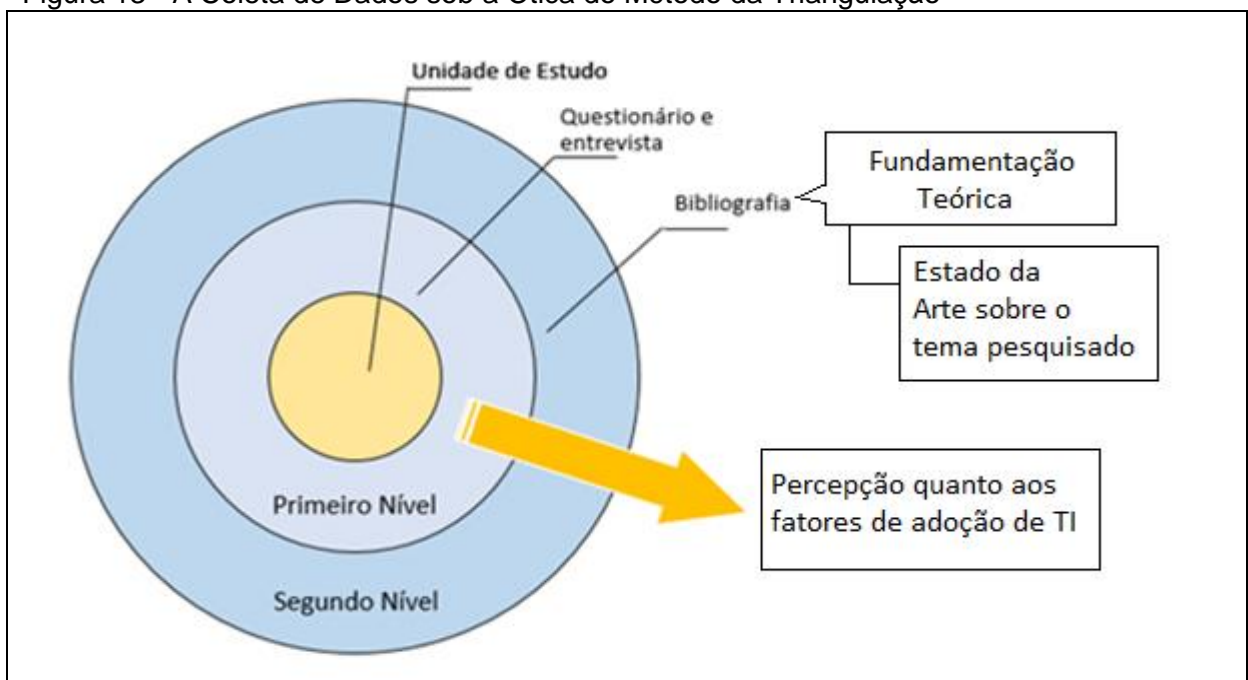 Figura 18 - A Coleta de Dados sob a Ótica do Método da Triangulação
Unidade de Estudo
Questionário e
entrevista
Bibliografia
Fundamentação
Teórica
Estado da
Arte sobre o
tema pesquisado
Percepção quanto aos
fatores de adoção de TI
Primeiro Nível
Segundo Nível